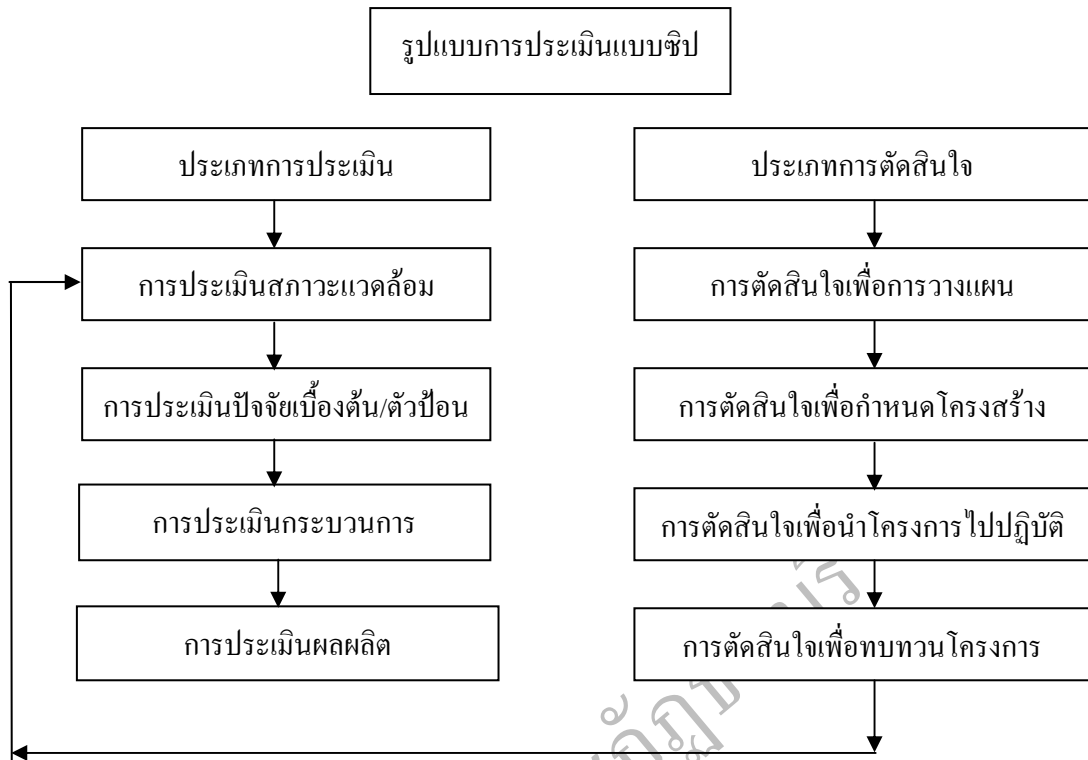 รูปแบบการประเมินแบบซิป
ประเภทการประเมิน
ประเภทการตัดสินใจ
การประเมินสภาวะแวดล้อม
การตัดสินใจเพื่อการวางแผน
การประเมินปัจจัยเบื้องต้น/ตัวป้อน
การตัดสินใจเพื่อกำหนดโครงสร้าง
การประเมินกระบวนการ
การตัดสินใจเพื่อนำโครงการไปปฏิบัติ
การประเมินผลผลิต
การตัดสินใจเพื่อทบทวนโครงการ